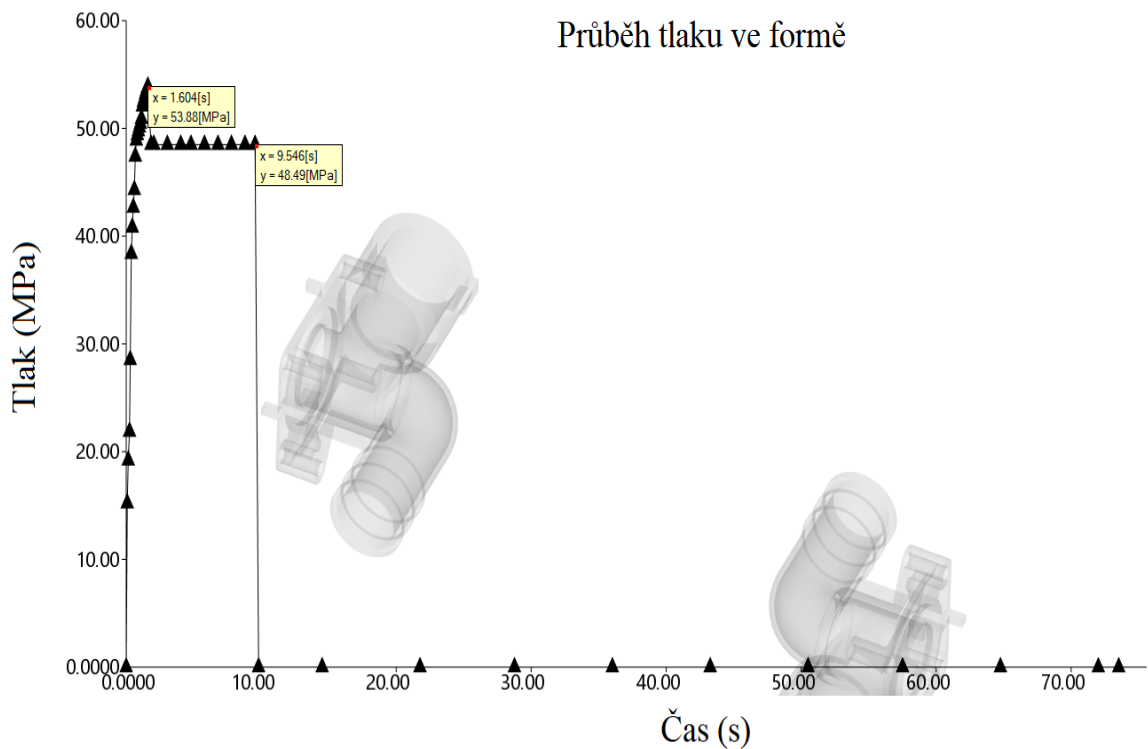 Průběh tlaku ve formě
60.00
50.00
40.00
30.00
20.00
10.00
0.0000
x = 1.604[s]
y = 53.88[MPa]
x = 9.546[s]
y = 48.49[MPa]
Tlak (MPa)
0.0000 10.00 20.00 30.00 40.00 50.00 60.00 70.00
Čas (s)